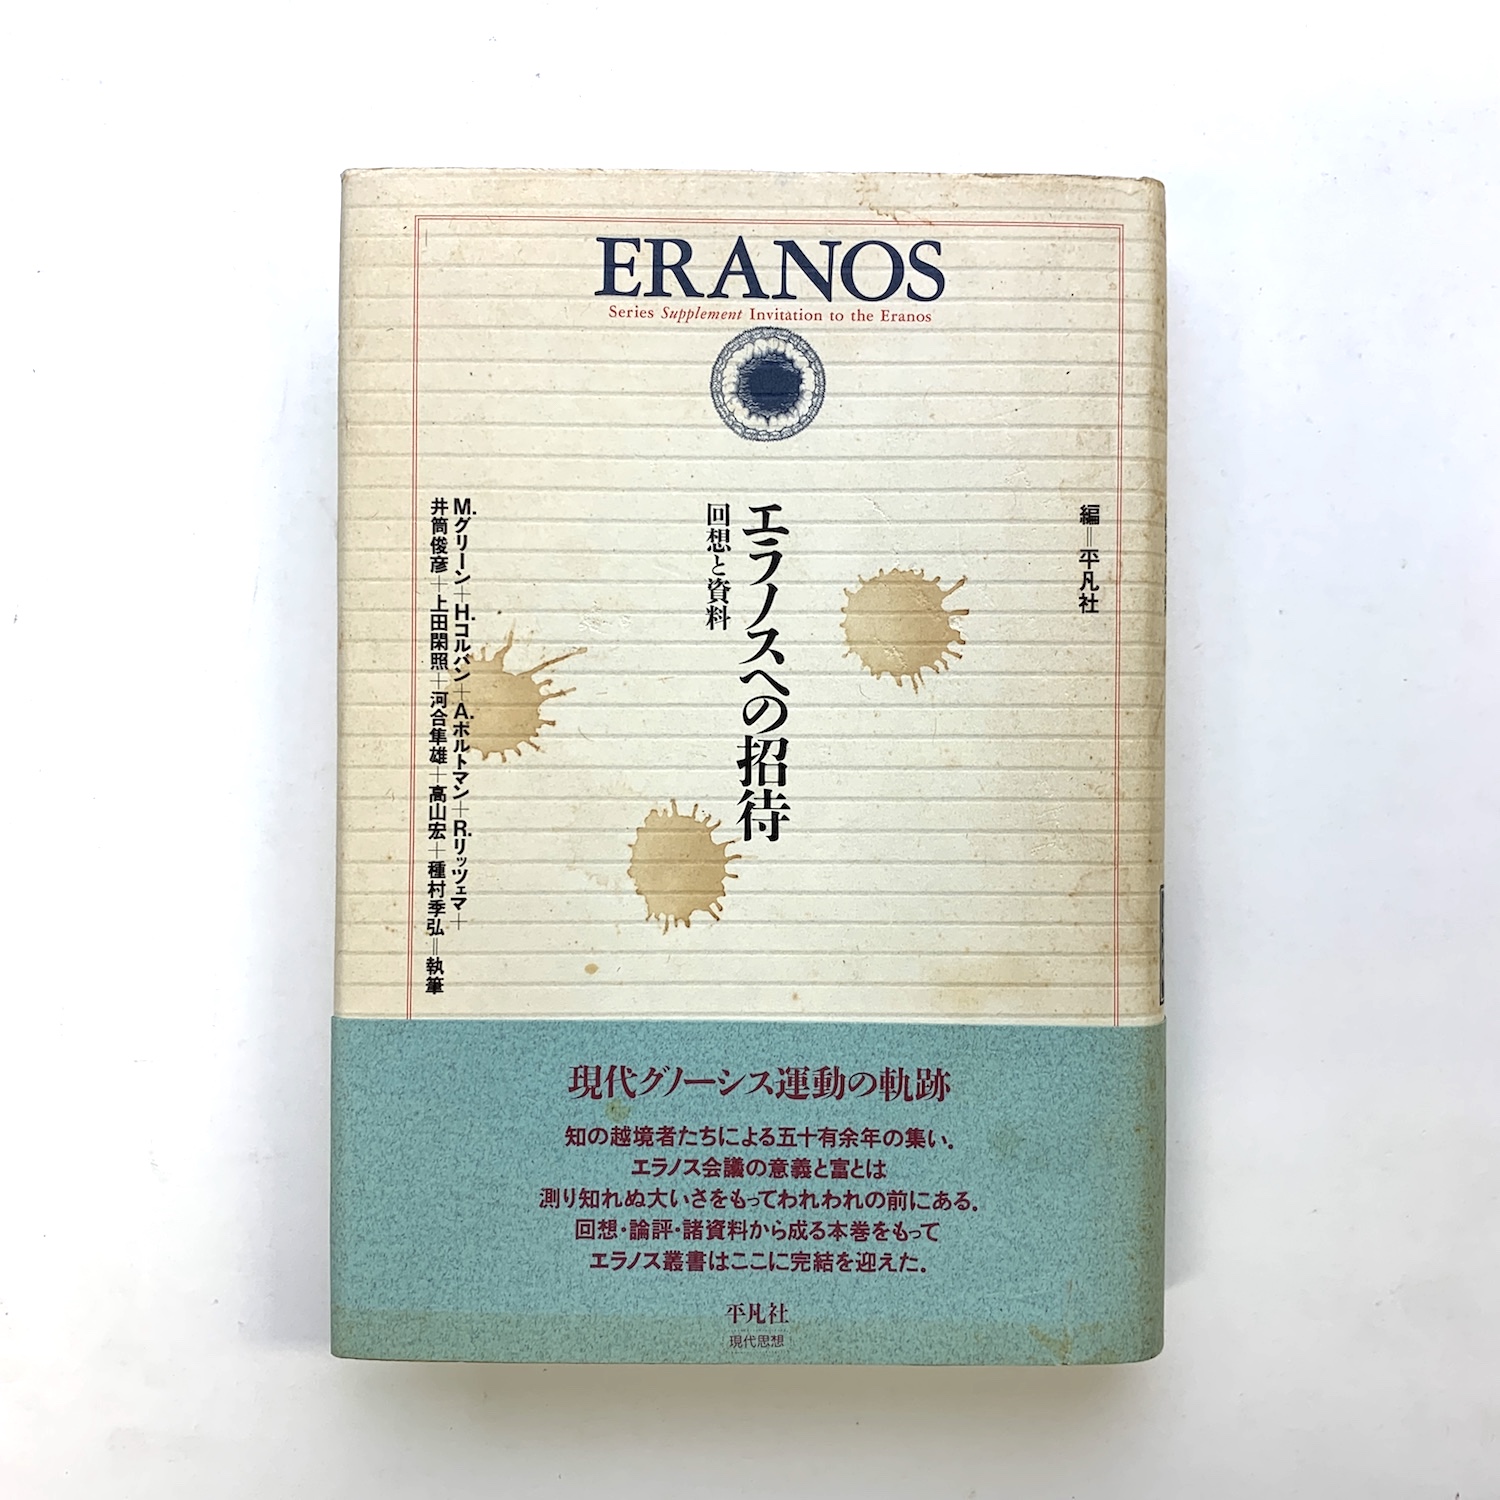 ERANOS
Series Supplement Invitation to the Eranos
編=平凡社
エラノスへの招待
回想と資料
M.グリーン+H.コルバン+A.ポルトマン+R.リッツェマ+
井筒俊彦+上田閑照+河合隼雄+高山宏+種村季弘=執筆
現代グノーシス運動の軌跡
知の越境者たちによる五十有余年の集い。
エラノス会議の意義と富とは
測り知れぬ大いさをもってわれわれの前にある。
回想・論評・諸資料から成る本巻をもって
エラノス叢書はここに完結を迎えた。
平凡社
現代思想